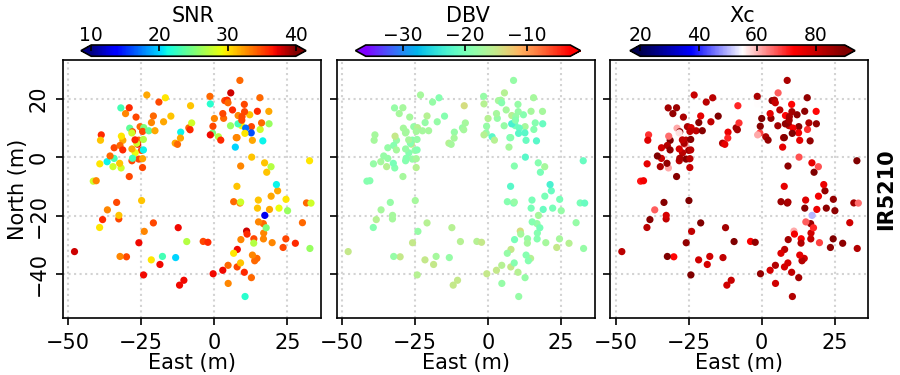 SNR DBV Xc
10 20 30 40 −30 −20 −10 20 40 60 80
20
0
−20
−40
North (m)
IR5210
−50 −25 0 25 −50 −25 0 25 −50 −25 0 25
East (m) East (m) East (m)